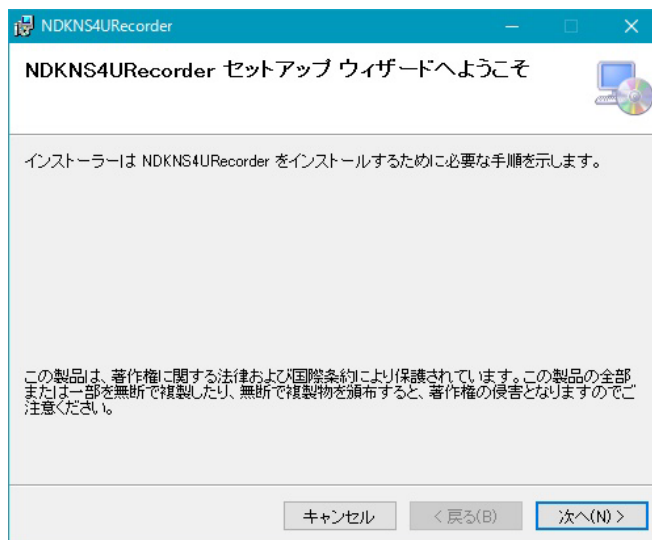 NDKNS4URecorder
NDKNS4URecorder セットアップ ウィザードへようこそ
インストーラーは NDKNS4URecorder をインストールするために必要な手順を示します。
この製品は、著作権に関する法律および国際条約により保護されています。この製品の全部
または一部を無断で複製したり、無断で複製物を頒布すると、著作権の侵害となりますのでご
注意ください。
キャンセル < 戻る(B) 次へ(N) >